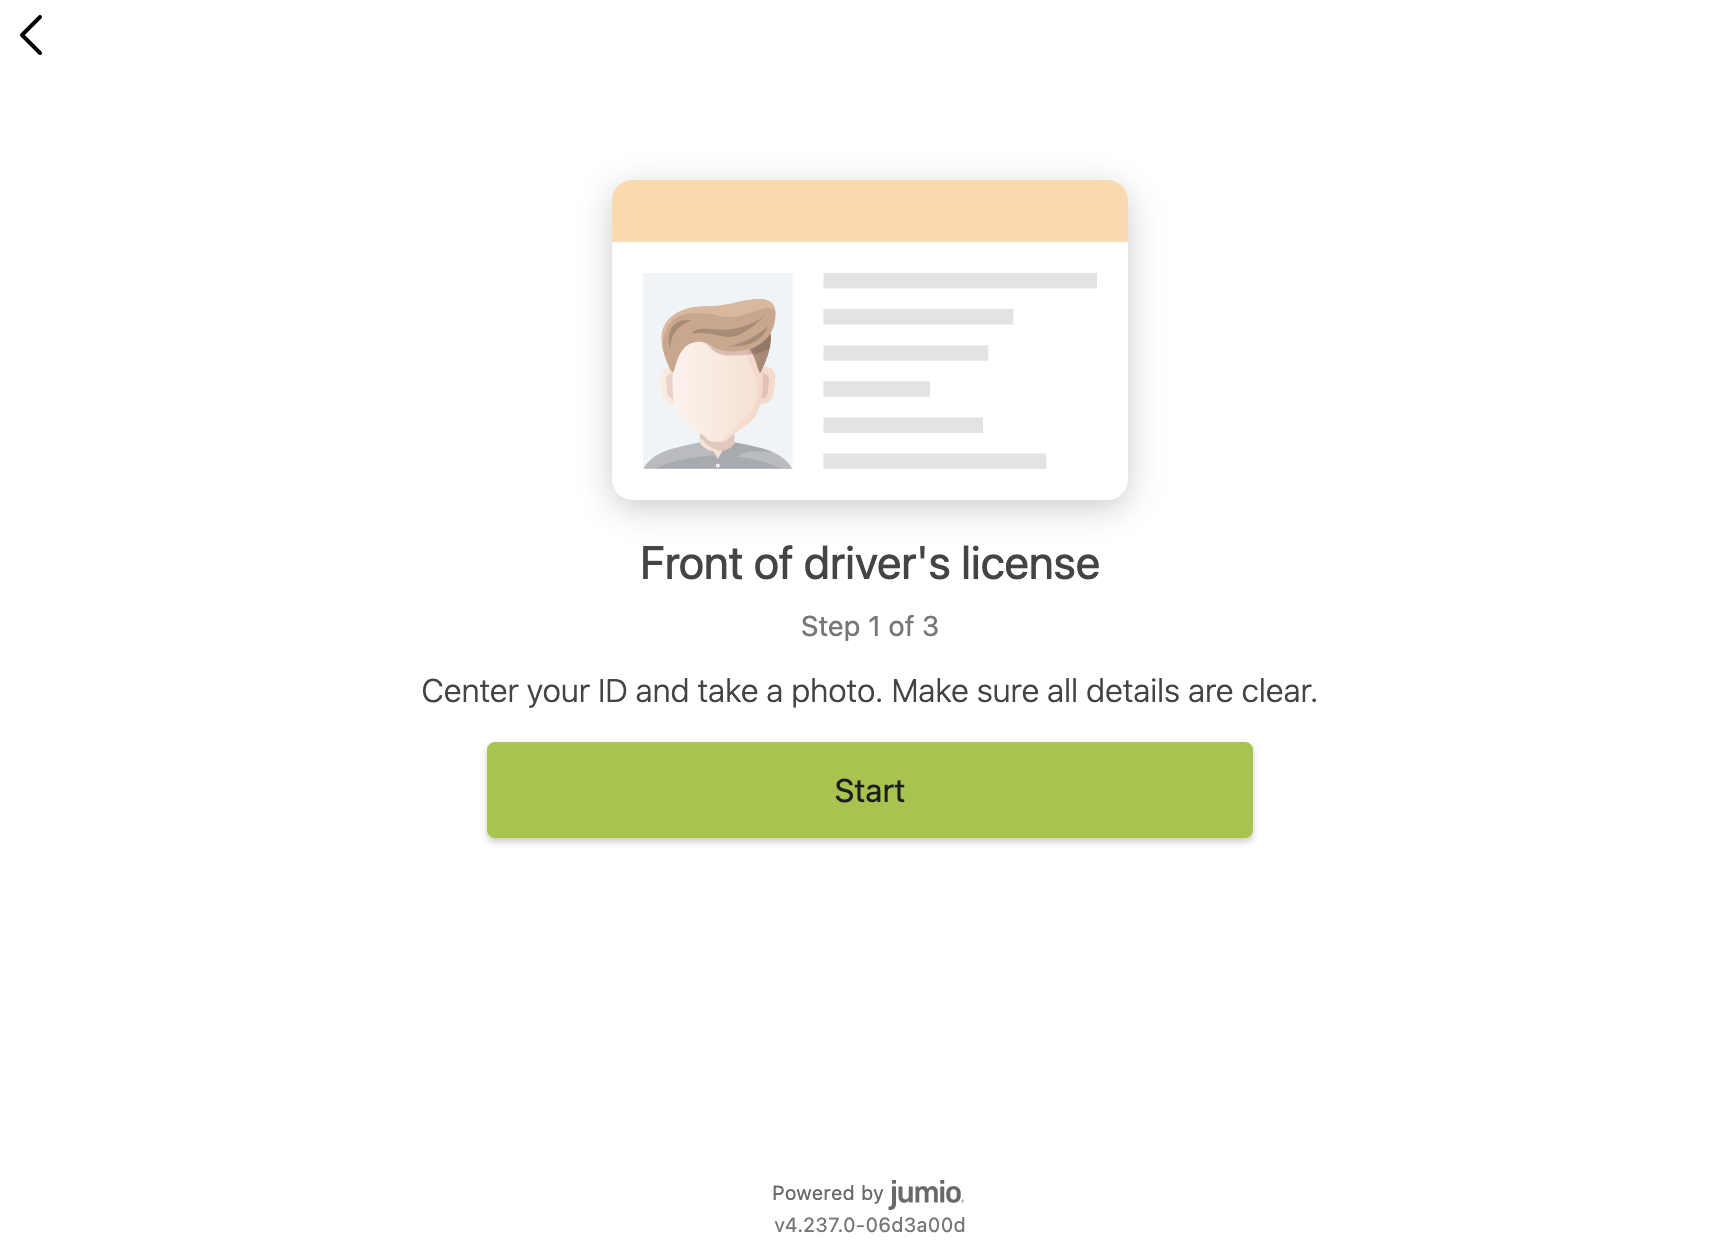 Front of driver's license
Step 1 of 3
Center your ID and take a photo. Make sure all details are clear.
Start
Powered by jumio
v4.237.0-06d3a00d